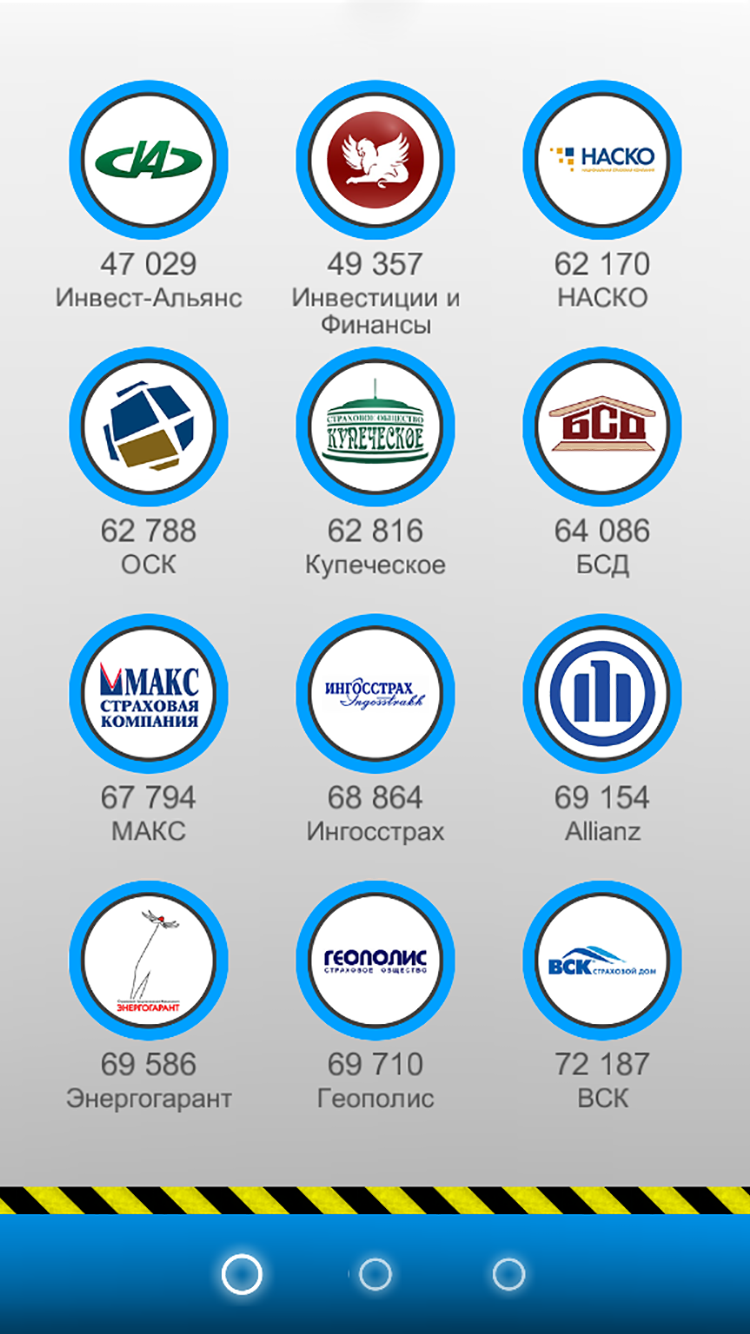 СИА
НАСКО
47 029
49 357
62 170
Инвест-Альянс
Инвестиции и
Финансы
НАСКО
СТРАХОВОЕ ОБЩЕСТВО
КУПЕЧЕСКОЕ
БСД
62 788
62 816
64 086
ОСК
Купеческое
БСД
МАКС
СТРАХОВАЯ
КОМПАНИЯ
ИНГОССТРАХ
Ingosstrakh
67 794
68 864
69 154
МАКС
Ингосстрах
Allianz
ЭНЕРГОГАРАНТ
ГЕОПОЛИС
СТРАХОВОЕ ОБЩЕСТВО
ВСК СТРАХОВОЙ ДОМ
69 586
69 710
72 187
Энергогарант
Геополис
ВСК